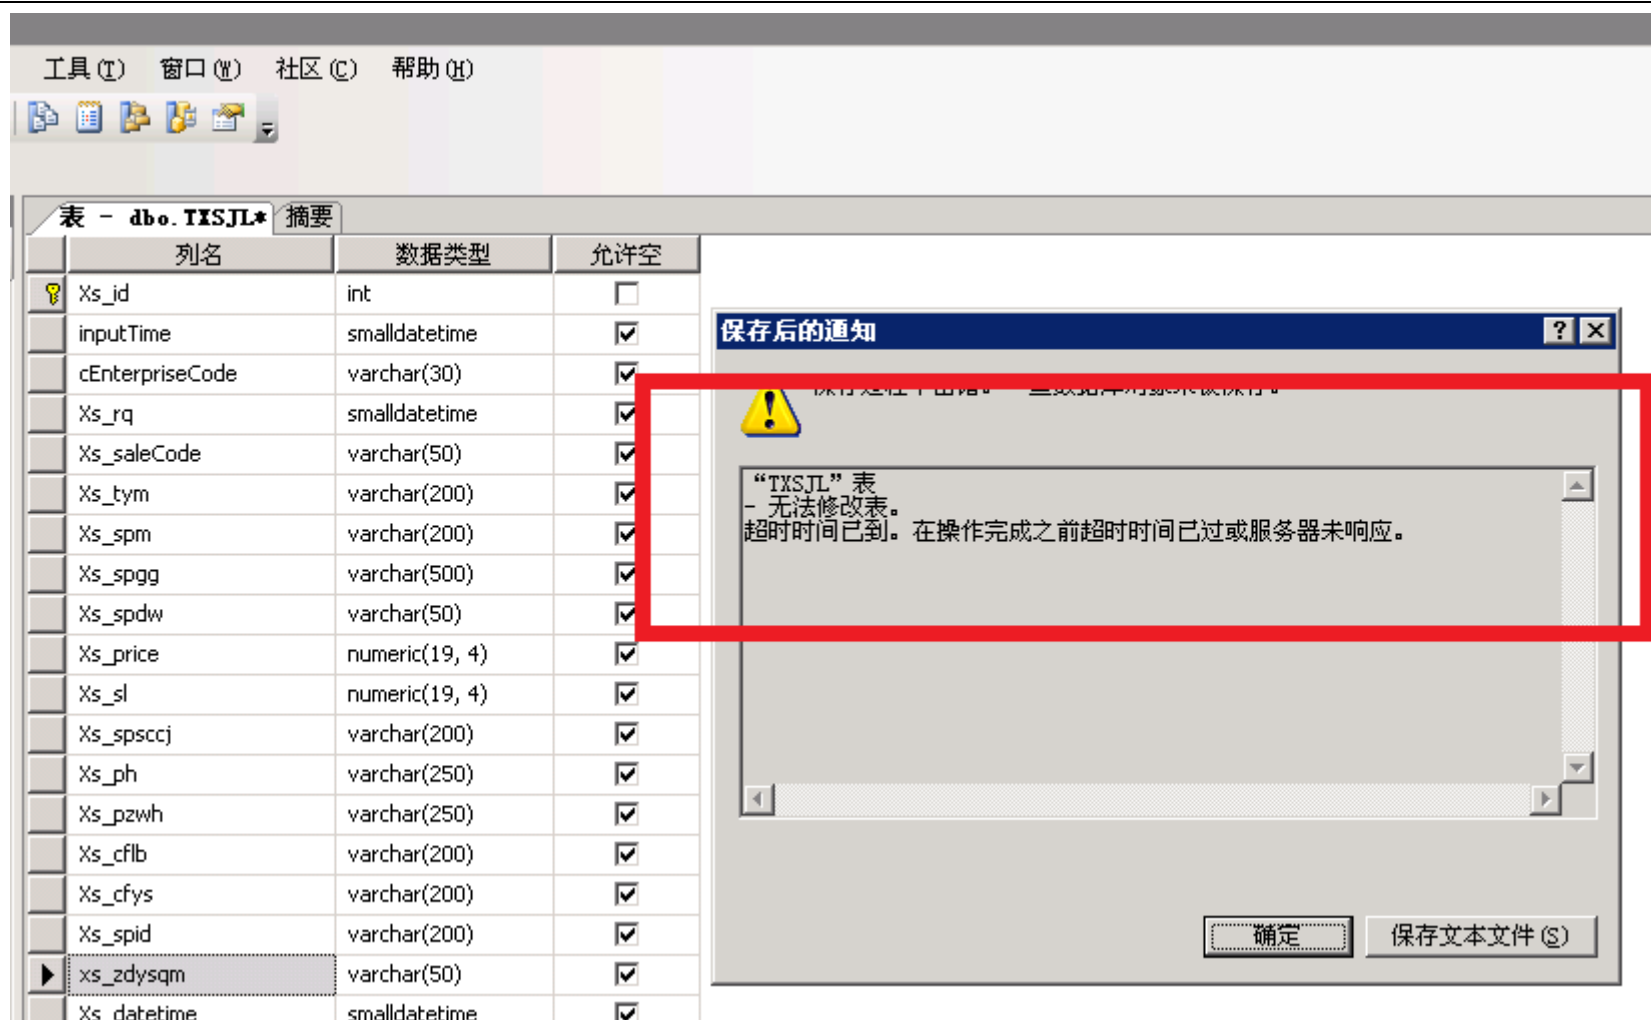 工具(T) 窗口(W) 社区(C) 帮助(H)
表 - dbo.TXSJL* 摘要
列名 数据类型 允许空
Xs_id int
inputTime smalldatetime
cEnterpriseCode varchar(30)
Xs_rq smalldatetime
Xs_saleCode varchar(50)
Xs_tym varchar(200)
Xs_spm varchar(200)
Xs_spgg varchar(500)
Xs_spdw varchar(50)
Xs_price numeric(19, 4)
Xs_sl numeric(19, 4)
Xs_spsccj varchar(200)
Xs_ph varchar(250)
Xs_pzwh varchar(250)
Xs_cflb varchar(200)
Xs_cfys varchar(200)
Xs_spid varchar(200)
xs_zdysqm varchar(50)
Xs_datetime smalldatetime
保存后的通知
“TXSJL”表
- 无法修改表。
超时时间已到。在操作完成之前超时时间已过或服务器未响应。
确定 保存文本文件(S)